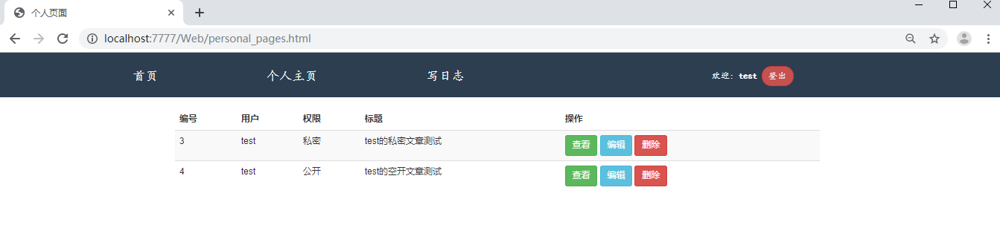 个人页面
localhost:7777/Web/personal_pages.html
首页 个人主页 写日志 欢迎: test 登出
编号 用户 权限 标题 操作
3 test 私密 test的私密文章测试 查看 编辑 删除
4 test 公开 test的空开文章测试 查看 编辑 删除